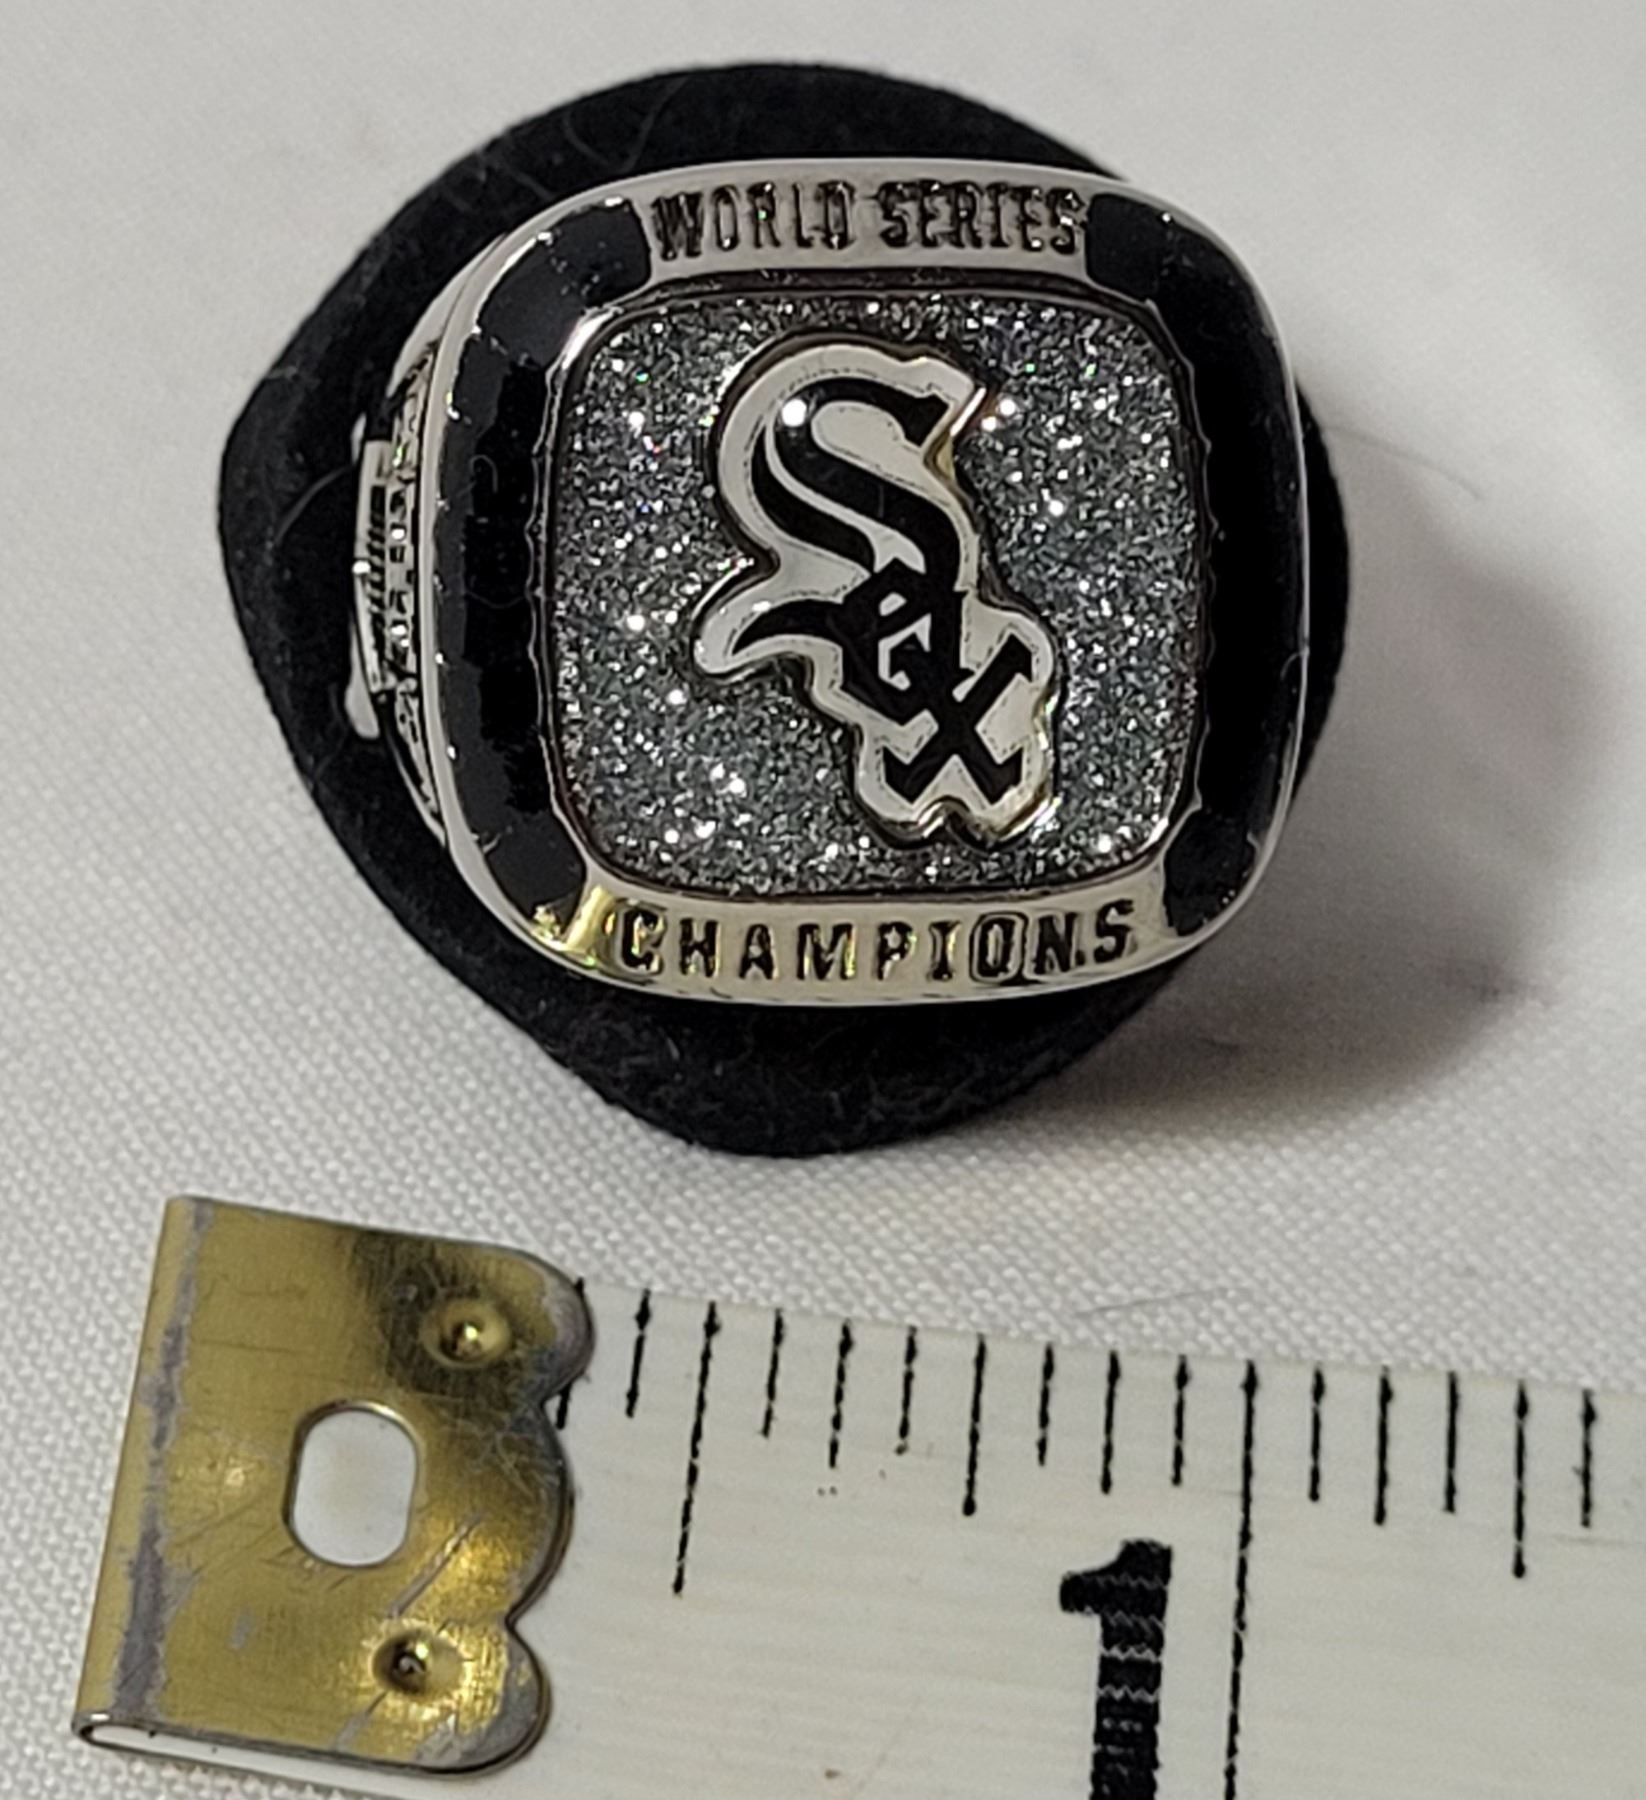 WORLD SERIES
Sox
CHAMPIONS
1